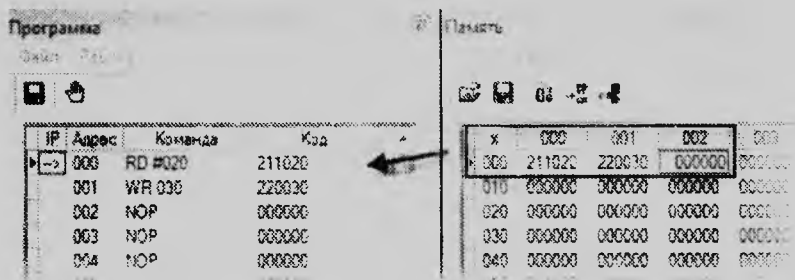 Программа
Память
IP Адрес Команда Код
--> 000 RD #020 211020
001 WR 030 220030
002 NOP 000000
003 NOP 000000
004 NOP 000000
x 000 001 002 003
000 211020 220030 000000
010 000000 000000 000000
020 000000 000000 000000
030 000000 000000 000000
040 000000 000000 000000